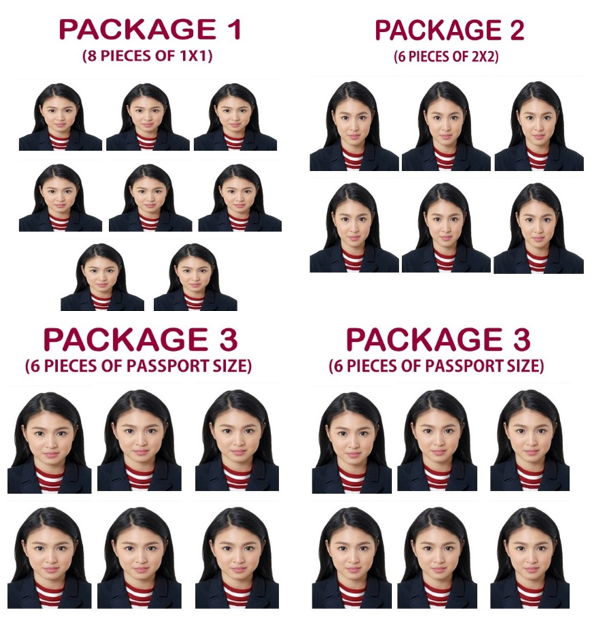 PACKAGE 1
(8 PIECES OF 1X1)
PACKAGE 2
(6 PIECES OF 2X2)
PACKAGE 3
(6 PIECES OF PASSPORT SIZE)
PACKAGE 3
(6 PIECES OF PASSPORT SIZE)